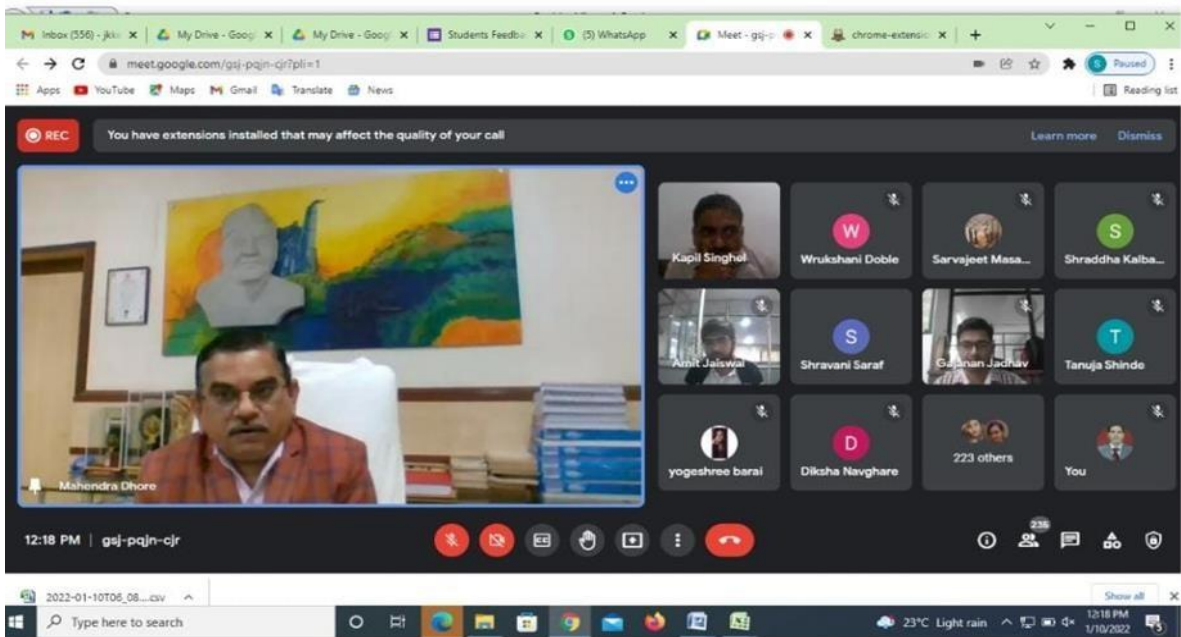 Inbox (556) - jkk
My Drive - Goog
My Drive - Goog
Students Feedba
(5) WhatsApp
Meet - gsj-p
chrome-extensi
meet.google.com/gsj-pqjn-cjr?pli=1
S Paused
Apps YouTube Maps Gmail Translate News
Reading list
REC
You have extensions installed that may affect the quality of your call
Learn more Dismiss
Kapil Singhel
W
Wrukshani Doble
Sarvajeet Masa...
S
Shraddha Kalba...
Amit Jaiswal
S
Shravani Saraf
Gajanan Jadhav
T
Tanuja Shinde
yogeshree barai
D
Diksha Navghare
223 others
You
Mahendra Dhore
12:18 PM | gsj-pqjn-cjr
CC
235
2022-01-10T06_08....csv
Show all
Type here to search
23°C Light rain
12:18 PM
1/10/2022
5